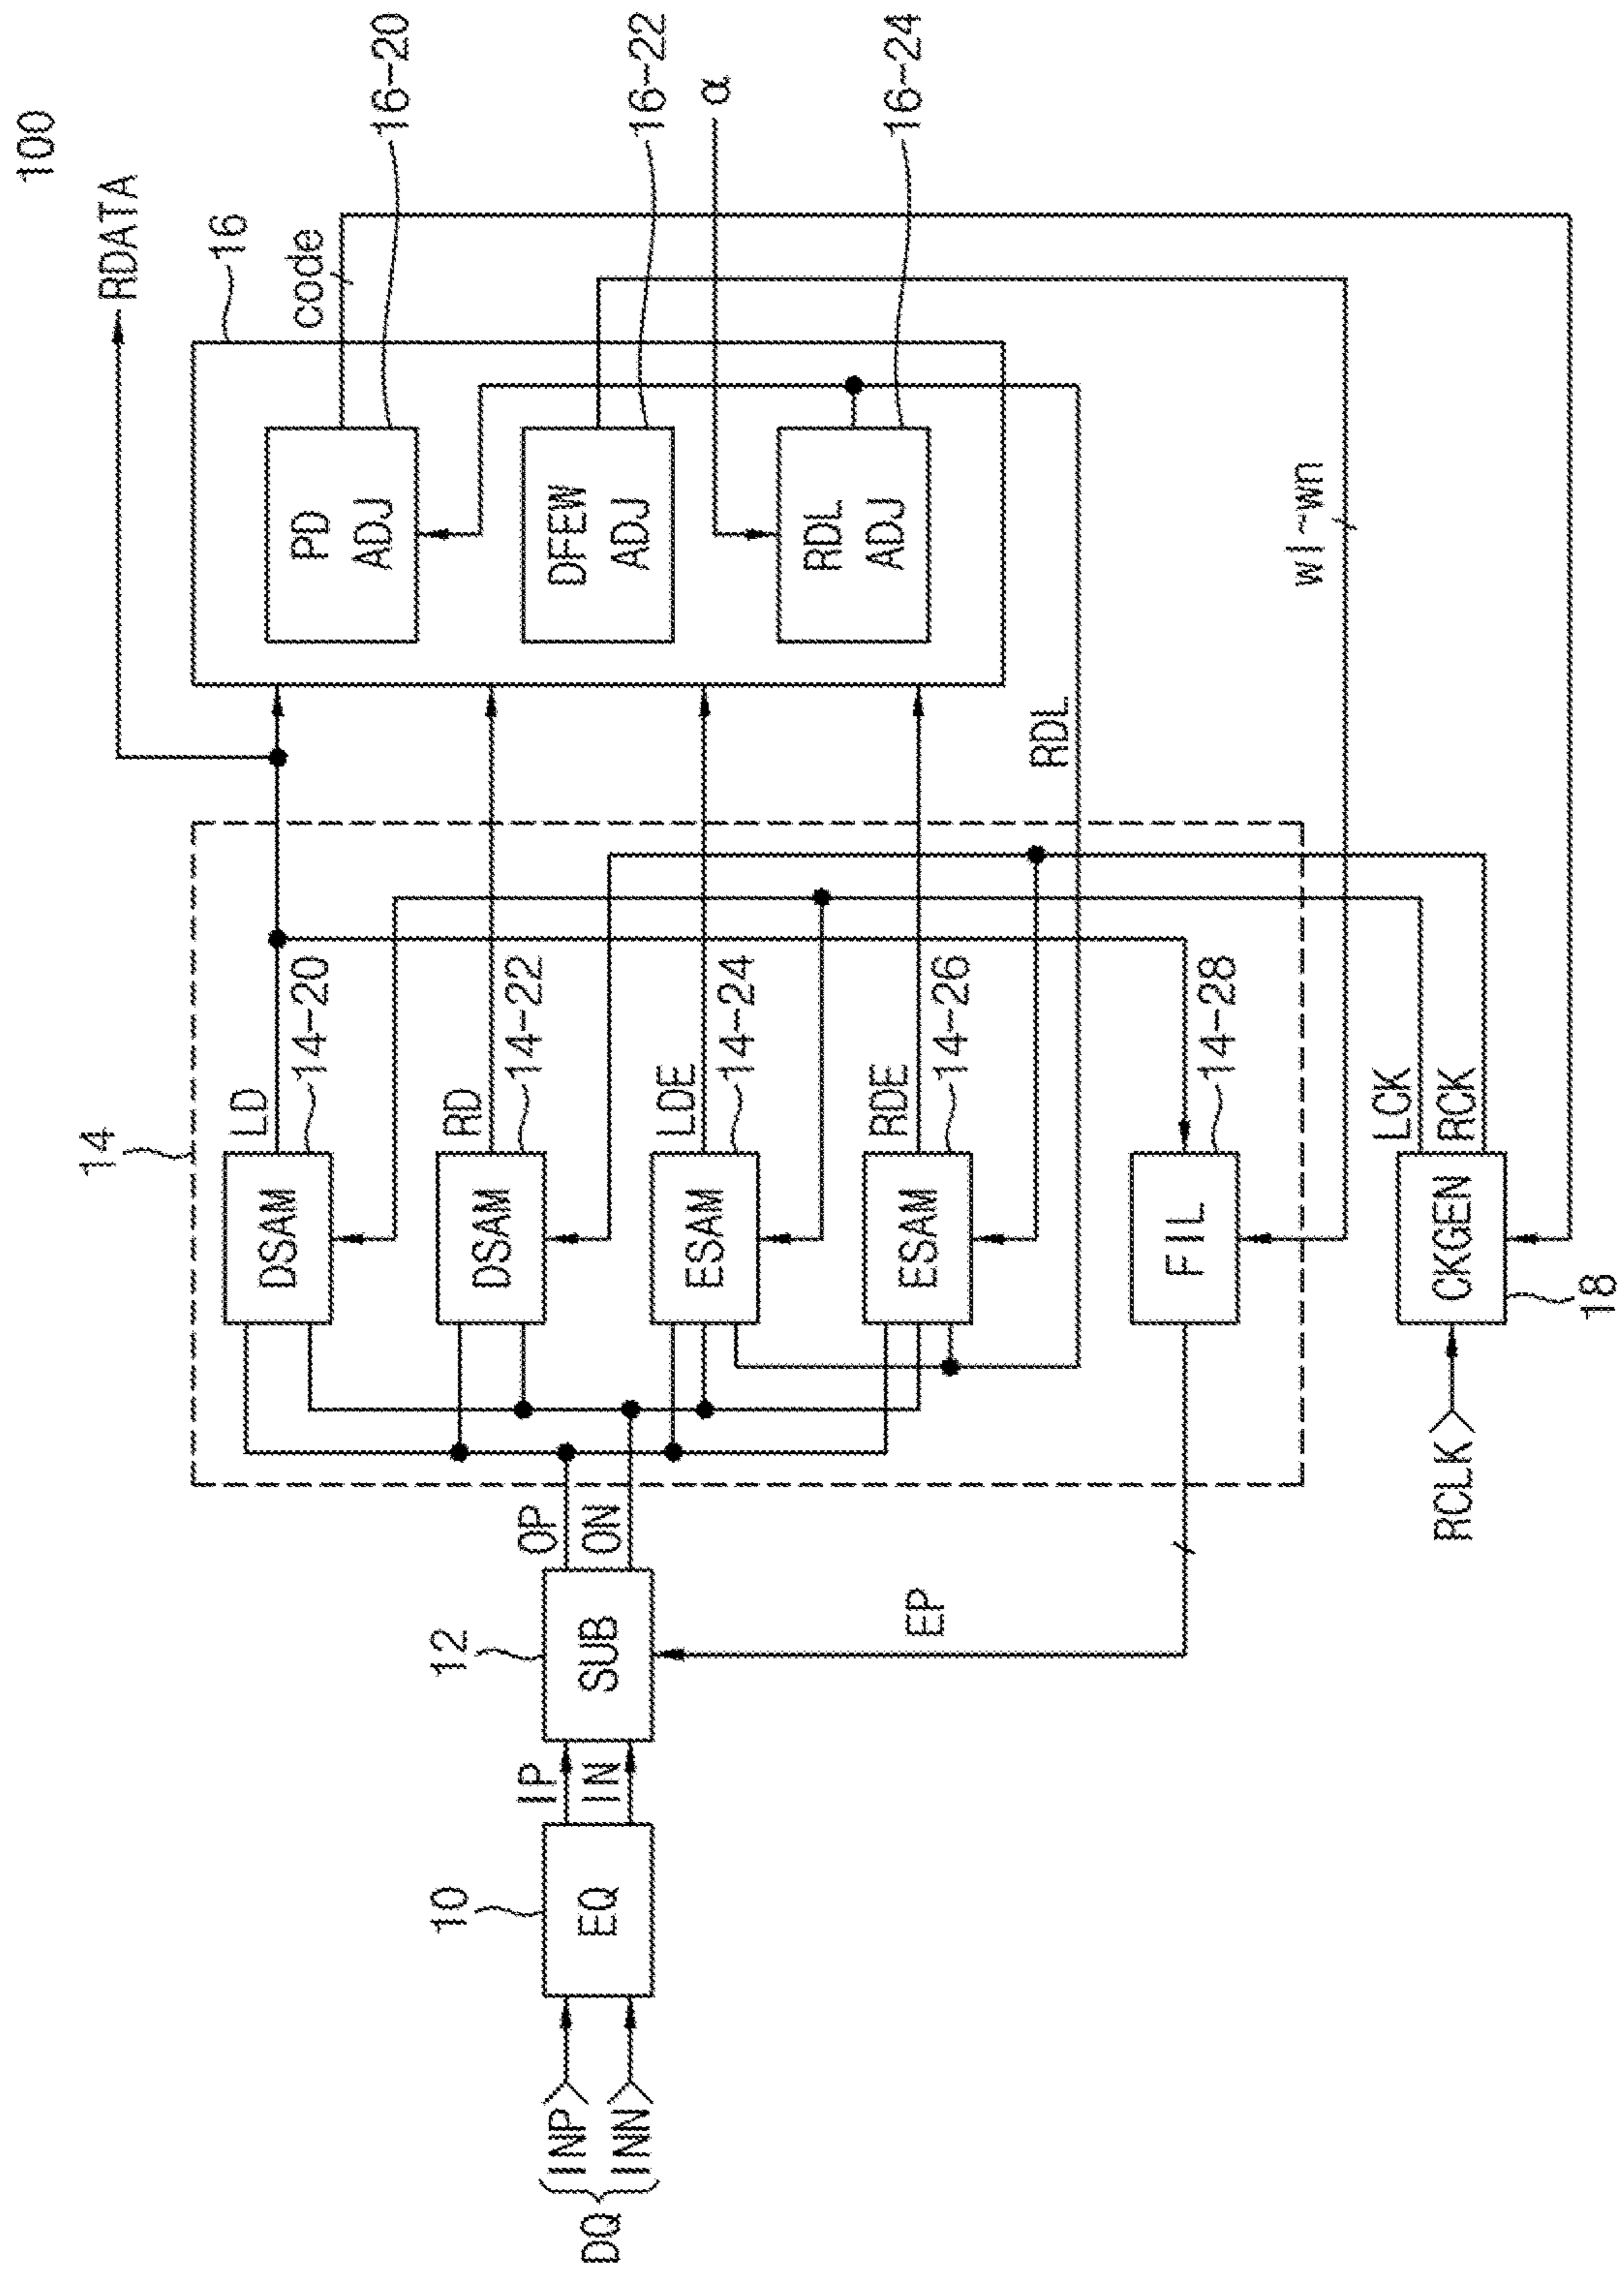 100
DQ
INP
INN
10
EQ
IP
IN
12
SUB
OP
ON
EP
14
DSAM
LD
14-20
DSAM
RD
14-22
ESAM
LDE
14-24
ESAM
RDE
14-26
FIL
14-28
RCLK
CKGEN
18
LCK
RCK
RDL
RDATA
16
code
PD
ADJ
16-20
DFEW
ADJ
16-22
α
RDL
ADJ
16-24
wl~wn